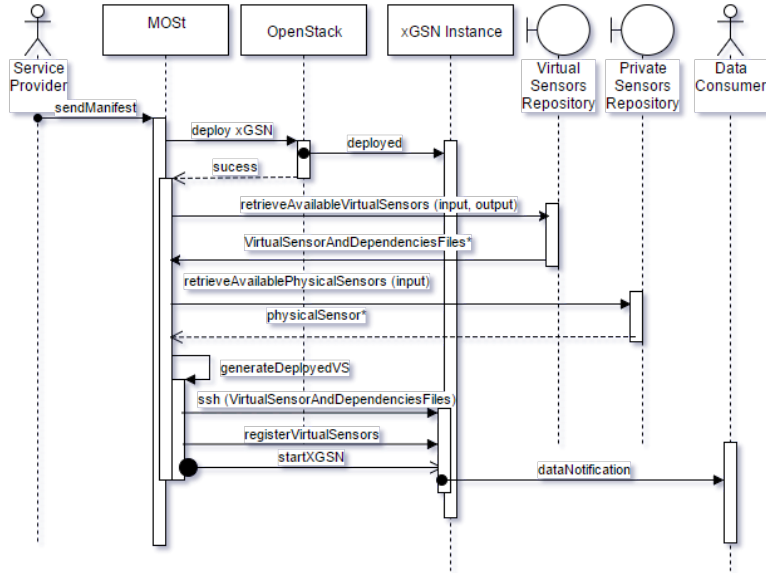 MOSt
OpenStack
xGSN Instance
Service
Provider
Virtual
Sensors
Repository
Private
Sensors
Repository
Data
Consumer
sendManifest
deploy xGSN
deployed
sucess
retrieveAvailableVirtualSensors (input, output)
VirtualSensorAndDependenciesFiles*
retrieveAvailablePhysicalSensors (input)
physicalSensor*
generateDeployedVS
ssh (VirtualSensorAndDependenciesFiles)
registerVirtualSensors
startXGSN
dataNotification